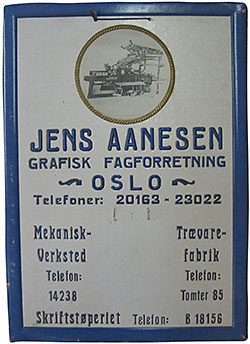 JENS AANESEN
GRAFISK FAGFORRETNING
OSLO
Telefoner: 20163 - 23022
Mekanisk-
Verksted
Telefon:
14238
Trævare-
fabrik
Telefon:
Tomter 85
Skriftstøperiet Telefon: B 18156